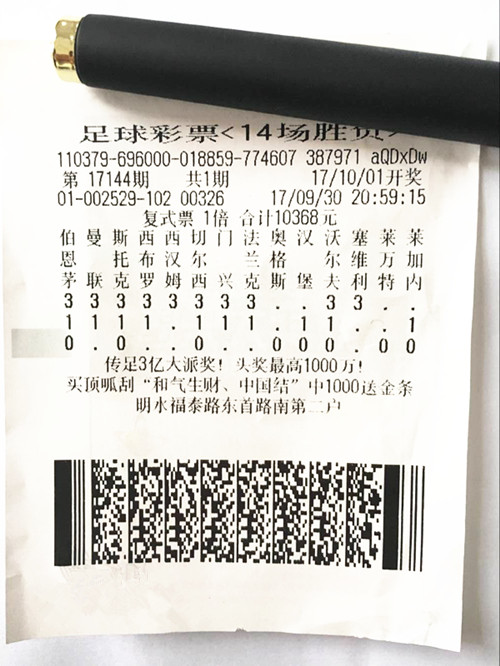 足球彩票<14场胜负>
110379-696000-018859-774607 387971 aQDxDw
第 17144期 共1期 17/10/01开奖
01-002529-102 00326 17/09/30 20:59:15
复式票 1倍 合计10368元
伯 曼 斯 西 西 切 门 法 奥 汉 沃 塞 莱 莱
恩 托 布 汉 尔 兰 格 尔 维 万 加
茅 联 克 罗 姆 西 兴 克 斯 堡 夫 利 特 内
3 3 3 3 3 3 3 3 . . 3 3 . .
1 1 1 1 . 1 1 1 . 1 1 . . 1
0 . 0 . . 0 . . 0 0 0 . 0 0
传足3亿大派奖! 头奖最高1000万!
买顶呱刮“和气生财、中国结”中1000送金条
明水福泰路东首路南第二户